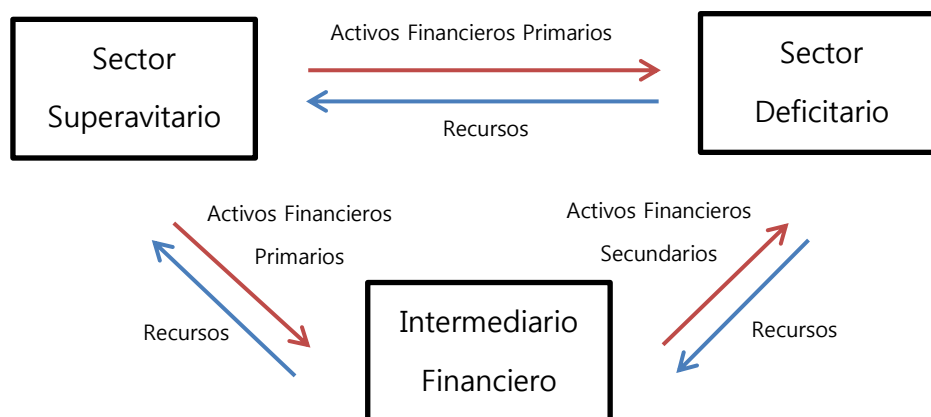 Sector
Superavitario
Activos Financieros Primarios
Recursos
Sector
Deficitario
Activos Financieros
Primarios
Recursos
Activos Financieros
Secundarios
Recursos
Intermediario
Financiero